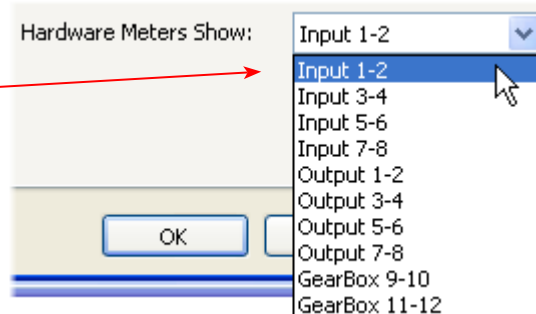 Hardware Meters Show: Input 1-2
Input 1-2
Input 3-4
Input 5-6
Input 7-8
Output 1-2
Output 3-4
Output 5-6
OK Output 7-8
GearBox 9-10
GearBox 11-12